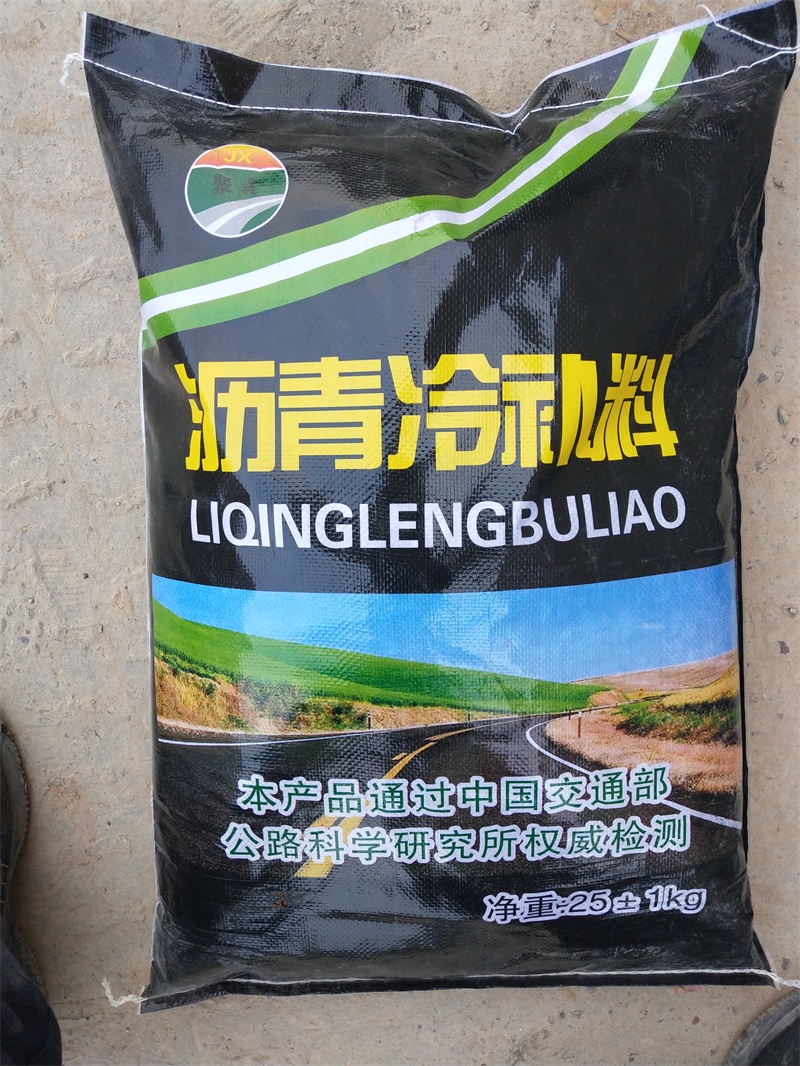 JX
沥青冷补料
LIQINGLENGBULIAO
本产品通过中国交通部
公路科学研究所权威检测
净重:25±1kg